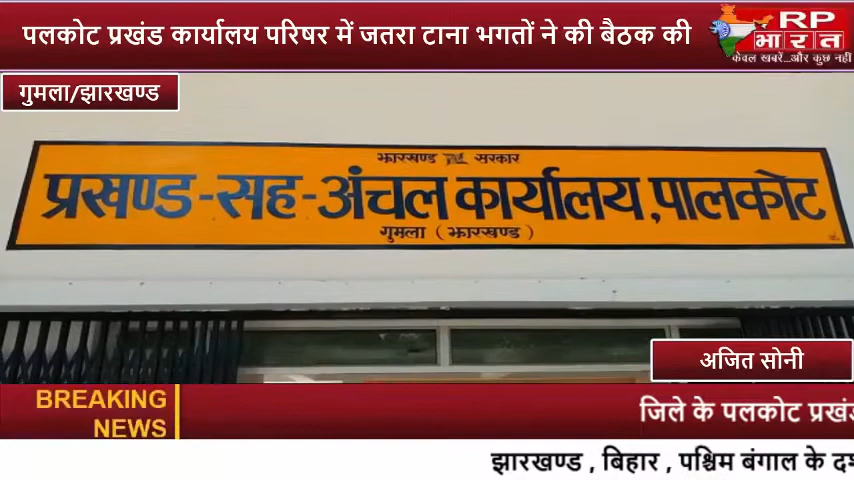 पलकोट प्रखंड कार्यालय परिषर में जतरा टाना भगतों ने की बैठक की
RP
भारत
केवल खबरें...और कुछ नहीं
गुमला/झारखण्ड
झारखण्ड सरकार
प्रखण्ड-सह-अंचल कार्यालय,पालकोट
गुमला (झारखण्ड)
अजित सोनी
BREAKING
NEWS
जिले के पलकोट प्रखंड
झारखण्ड , बिहार , पश्चिम बंगाल के